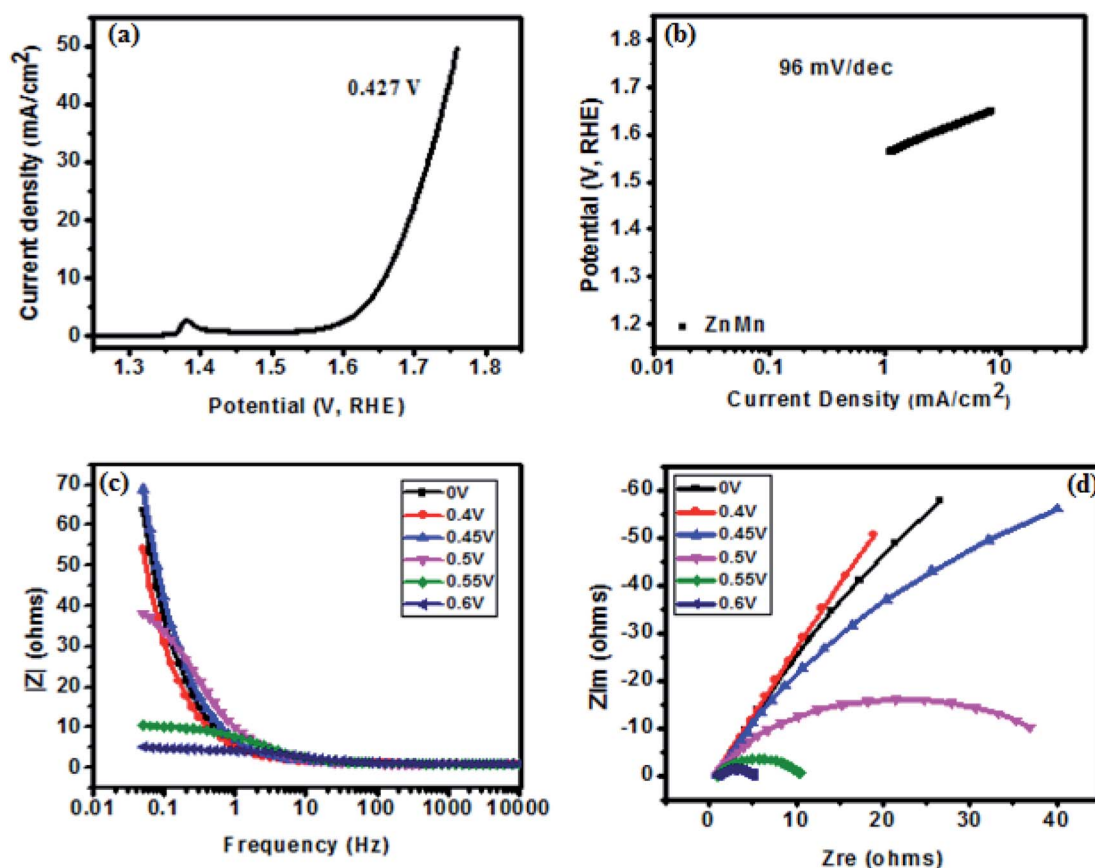 (a)
0.427 V
50
40
30
20
10
0
Current density (mA/cm²)
1.3 1.4 1.5 1.6 1.7 1.8
Potential (V, RHE)
(b)
96 mV/dec
1.8
1.7
1.6
1.5
1.4
1.3
1.2
Potential (V, RHE)
ZnMn
0.01 0.1 1 10
Current Density (mA/cm²)
(c)
70
60
50
40
30
20
10
0
|Z| (ohms)
0V
0.4V
0.45V
0.5V
0.55V
0.6V
0.01 0.1 1 10 100 1000 10000
Frequency (Hz)
(d)
-60
-50
-40
-30
-20
-10
0
ZIm (ohms)
0V
0.4V
0.45V
0.5V
0.55V
0.6V
0 10 20 30 40
Zre (ohms)